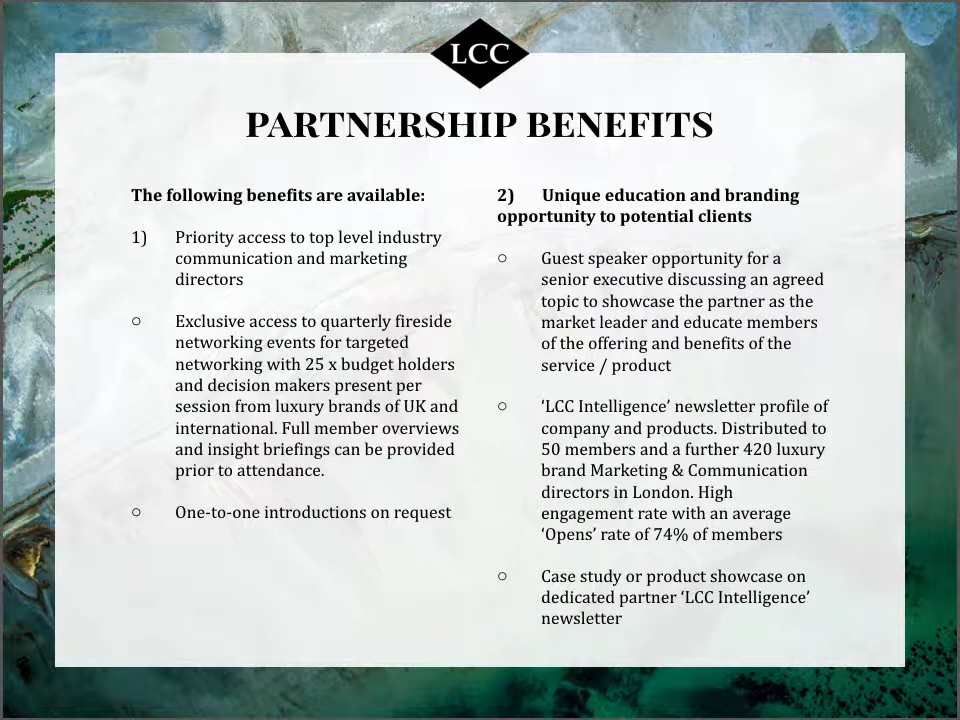 LCC
PARTNERSHIP BENEFITS
The following benefits are available:
1) Priority access to top level industry
communication and marketing
directors
○ Exclusive access to quarterly fireside
networking events for targeted
networking with 25 x budget holders
and decision makers present per
session from luxury brands of UK and
international. Full member overviews
and insight briefings can be provided
prior to attendance.
○ One-to-one introductions on request
2) Unique education and branding
opportunity to potential clients
○ Guest speaker opportunity for a
senior executive discussing an agreed
topic to showcase the partner as the
market leader and educate members
of the offering and benefits of the
service / product
○ ‘LCC Intelligence’ newsletter profile of
company and products. Distributed to
50 members and a further 420 luxury
brand Marketing & Communication
directors in London. High
engagement rate with an average
‘Opens’ rate of 74% of members
○ Case study or product showcase on
dedicated partner ‘LCC Intelligence’
newsletter